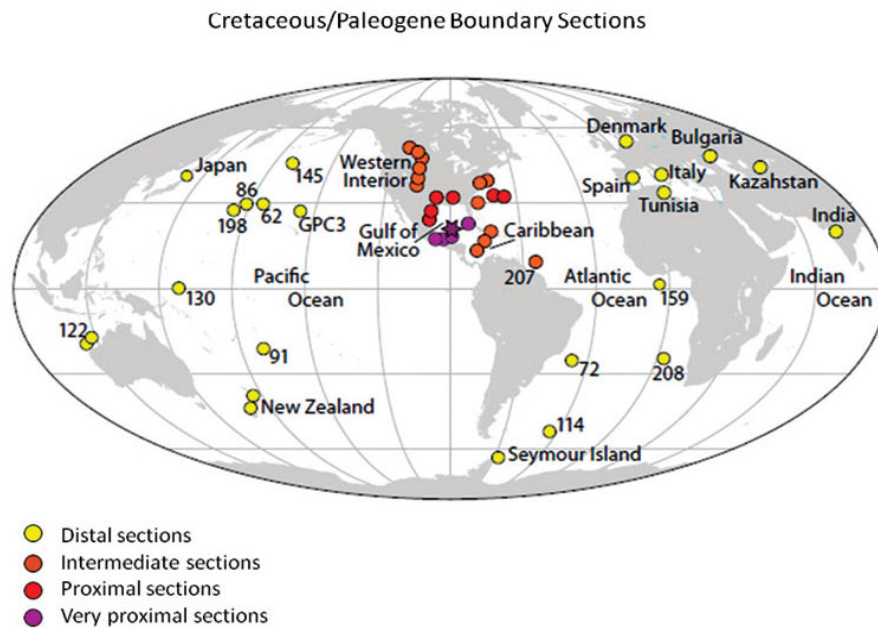 Cretaceous/Paleogene Boundary Sections
Denmark
Bulgaria
Japan
145
Western
Interior
Spain
Italy
Kazakhstan
Tunisia
86
198
62
GPC3
Gulf of
Mexico
Caribbean
India
207
Pacific
Ocean
Atlantic
Ocean
Indian
Ocean
130
159
122
91
72
208
New Zealand
114
Seymour Island
Distal sections
Intermediate sections
Proximal sections
Very proximal sections